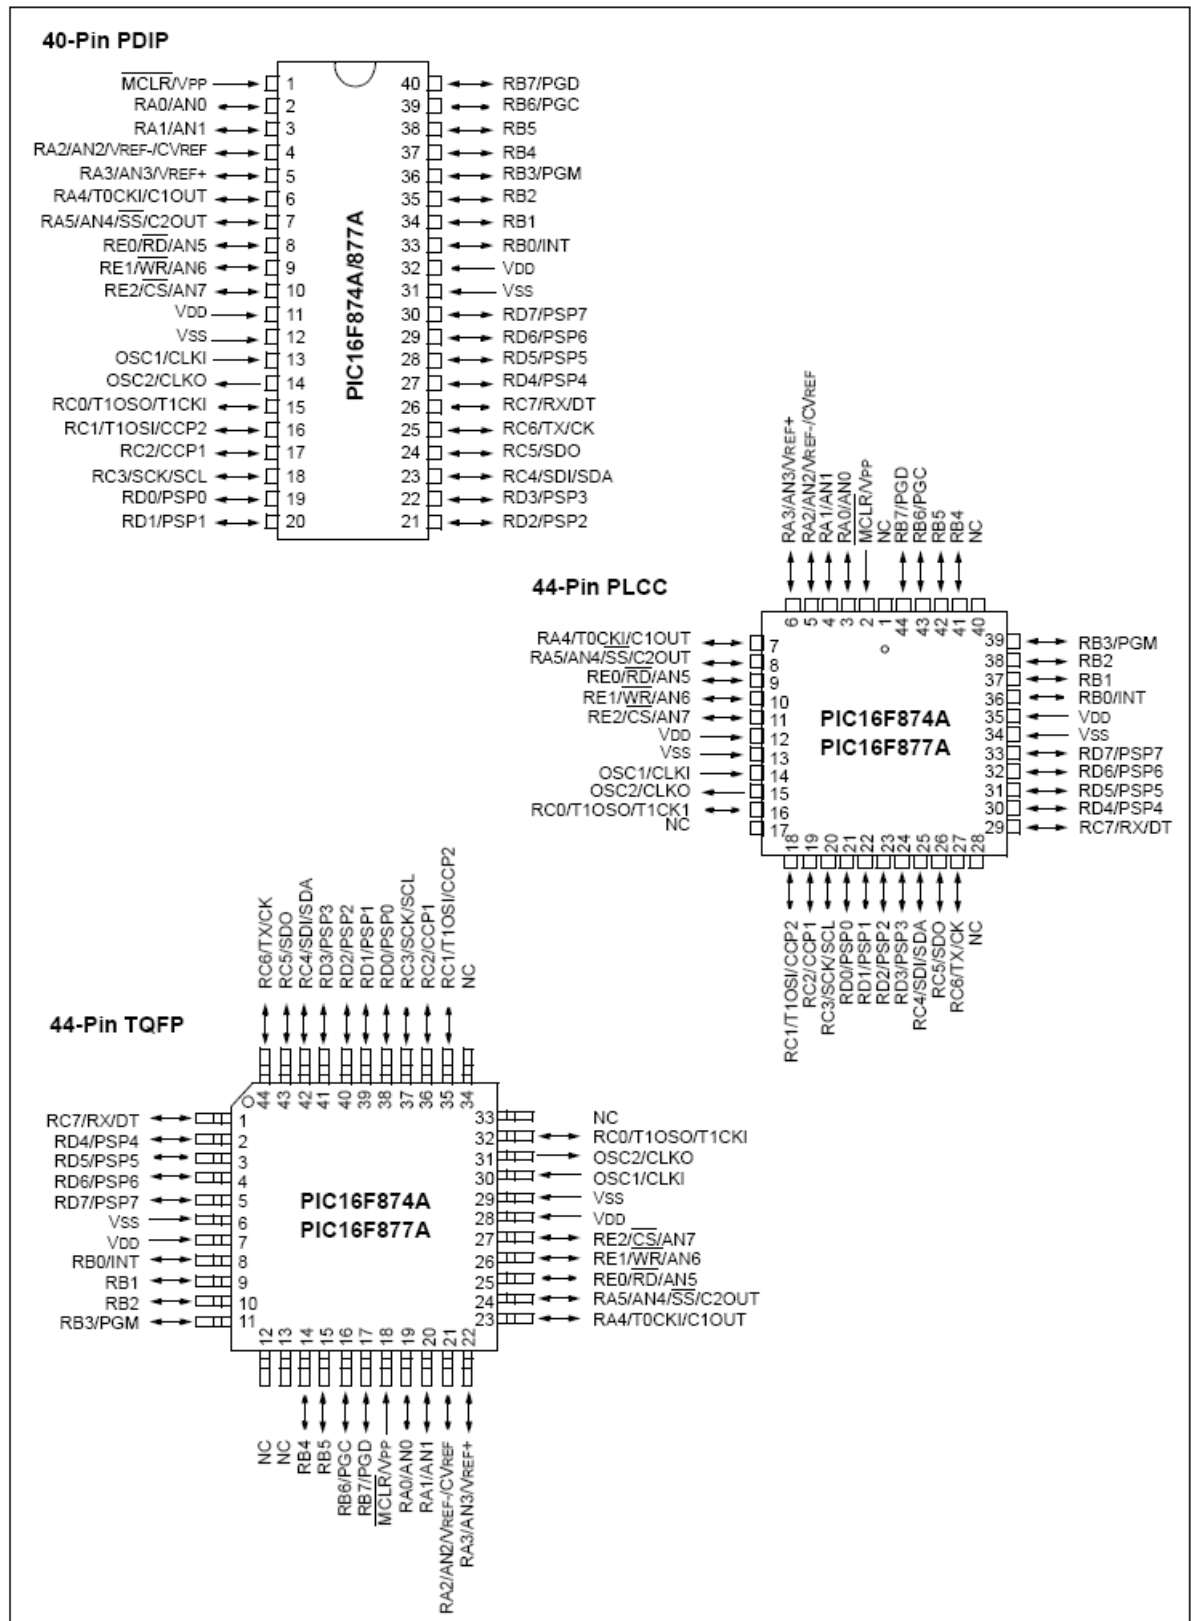 40-Pin PDIP
MCLR/VPP 1 40 RB7/PGD
RA0/AN0 2 39 RB6/PGC
RA1/AN1 3 38 RB5
RA2/AN2/VREF-/CVREF 4 37 RB4
RA3/AN3/VREF+ 5 36 RB3/PGM
RA4/T0CKI/C1OUT 6 35 RB2
RA5/AN4/SS/C2OUT 7 34 RB1
RE0/RD/AN5 8 33 RB0/INT
RE1/WR/AN6 9 32 VDD
RE2/CS/AN7 10 31 VSS
VDD 11 30 RD7/PSP7
VSS 12 29 RD6/PSP6
OSC1/CLKI 13 28 RD5/PSP5
OSC2/CLKO 14 27 RD4/PSP4
RC0/T1OSO/T1CKI 15 26 RC7/RX/DT
RC1/T1OSI/CCP2 16 25 RC6/TX/CK
RC2/CCP1 17 24 RC5/SDO
RC3/SCK/SCL 18 23 RC4/SDI/SDA
RD0/PSP0 19 22 RD3/PSP3
RD1/PSP1 20 21 RD2/PSP2
PIC16F874A/877A
44-Pin PLCC
RA3/AN3/VREF+
RA2/AN2/VREF-/CVREF
RA1/AN1
RA0/AN0
MCLR/VPP
NC
RB7/PGD
RB6/PGC
RB5
RB4
NC
6 5 4 3 2 1 44 43 42 41 40
RA4/T0CKI/C1OUT 7 39 RB3/PGM
RA5/AN4/SS/C2OUT 8 38 RB2
RE0/RD/AN5 9 37 RB1
RE1/WR/AN6 10 36 RB0/INT
RE2/CS/AN7 11 35 VDD
VDD 12 34 VSS
VSS 13 33 RD7/PSP7
OSC1/CLKI 14 32 RD6/PSP6
OSC2/CLKO 15 31 RD5/PSP5
RC0/T1OSO/T1CK1 16 30 RD4/PSP4
NC 17 29 RC7/RX/DT
PIC16F874A
PIC16F877A
18 19 20 21 22 23 24 25 26 27 28
RC1/T1OSI/CCP2
RC2/CCP1
RC3/SCK/SCL
RD0/PSP0
RD1/PSP1
RD2/PSP2
RD3/PSP3
RC4/SDI/SDA
RC5/SDO
RC6/TX/CK
NC
44-Pin TQFP
RC6/TX/CK
RC5/SDO
RC4/SDI/SDA
RD3/PSP3
RD2/PSP2
RD1/PSP1
RD0/PSP0
RC3/SCK/SCL
RC2/CCP1
RC1/T1OSI/CCP2
NC
44 43 42 41 40 39 38 37 36 35 34
RC7/RX/DT 1 33 NC
RD4/PSP4 2 32 RC0/T1OSO/T1CKI
RD5/PSP5 3 31 OSC2/CLKO
RD6/PSP6 4 30 OSC1/CLKI
RD7/PSP7 5 29 VSS
VSS 6 28 VDD
VDD 7 27 RE2/CS/AN7
RB0/INT 8 26 RE1/WR/AN6
RB1 9 25 RE0/RD/AN5
RB2 10 24 RA5/AN4/SS/C2OUT
RB3/PGM 11 23 RA4/T0CKI/C1OUT
PIC16F874A
PIC16F877A
12 13 14 15 16 17 18 19 20 21 22
NC
NC
RB4
RB5
RB6/PGC
RB7/PGD
MCLR/VPP
RA0/AN0
RA1/AN1
RA2/AN2/VREF-/CVREF
RA3/AN3/VREF+